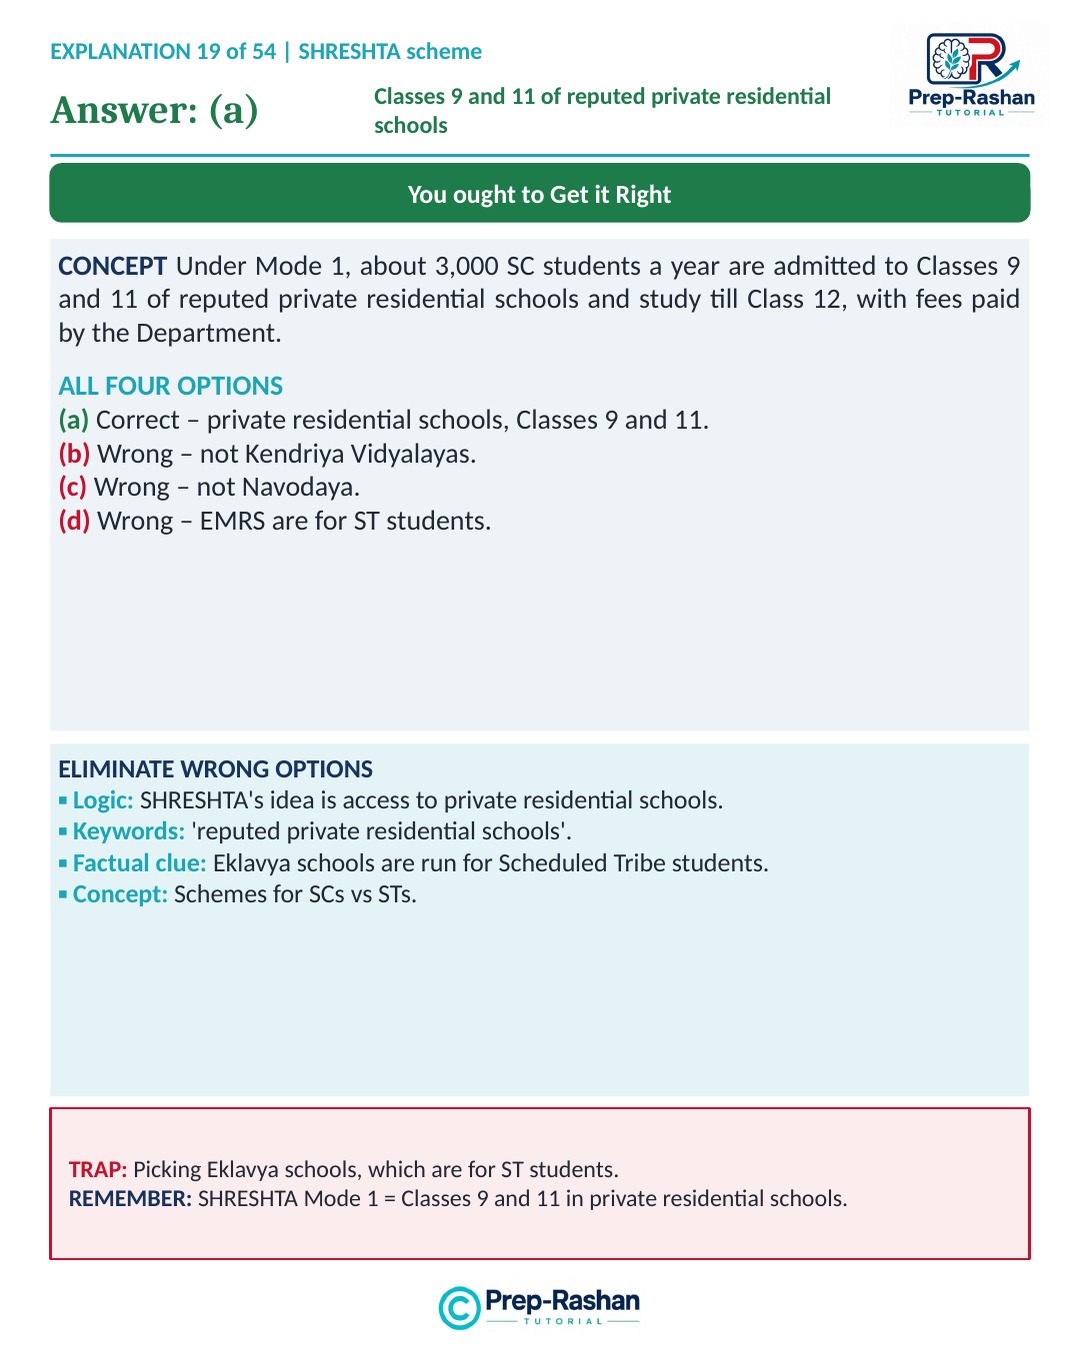 EXPLANATION 19 of 54 | SHRESHTA scheme
Prep-Rashan
TUTORIAL
Answer: (a)
Classes 9 and 11 of reputed private residential
schools
You ought to Get it Right
CONCEPT Under Mode 1, about 3,000 SC students a year are admitted to Classes 9
and 11 of reputed private residential schools and study till Class 12, with fees paid
by the Department.
ALL FOUR OPTIONS
(a) Correct – private residential schools, Classes 9 and 11.
(b) Wrong – not Kendriya Vidyalayas.
(c) Wrong – not Navodaya.
(d) Wrong – EMRS are for ST students.
ELIMINATE WRONG OPTIONS
▪ Logic: SHRESHTA's idea is access to private residential schools.
▪ Keywords: 'reputed private residential schools'.
▪ Factual clue: Eklavya schools are run for Scheduled Tribe students.
▪ Concept: Schemes for SCs vs STs.
TRAP: Picking Eklavya schools, which are for ST students.
REMEMBER: SHRESHTA Mode 1 = Classes 9 and 11 in private residential schools.
© Prep-Rashan
TUTORIAL